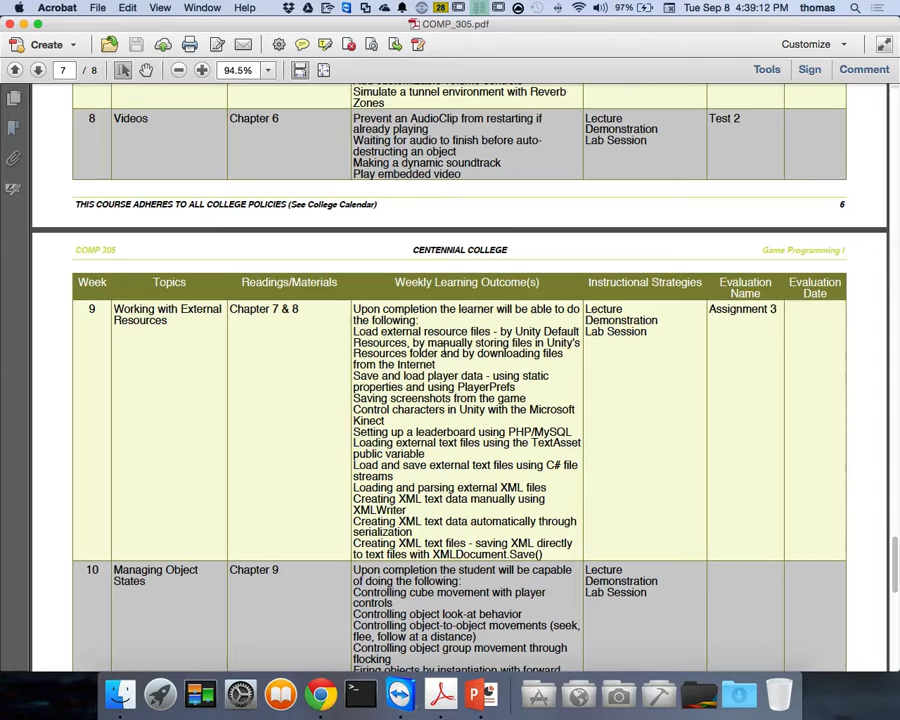 Acrobat File Edit View Window Help 28 97% Tue Sep 8 4:39:12 PM thomas
COMP_305.pdf
Create Customize
7 / 8 94.5% Tools Sign Comment
Simulate a tunnel environment with Reverb
Zones
8 Videos Chapter 6 Prevent an AudioClip from restarting if Lecture Test 2
already playing Demonstration
Waiting for audio to finish before auto- Lab Session
destructing an object
Making a dynamic soundtrack
Play embedded video
THIS COURSE ADHERES TO ALL COLLEGE POLICIES (See College Calendar) 6
COMP 305 CENTENNIAL COLLEGE Game Programming I
Week Topics Readings/Materials Weekly Learning Outcome(s) Instructional Strategies Evaluation Evaluation
Name Date
9 Working with External Chapter 7 & 8 Upon completion the learner will be able to do Lecture Assignment 3
Resources the following: Demonstration
Load external resource files - by Unity Default Lab Session
Resources, by manually storing files in Unity's
Resources folder and by downloading files
from the Internet
Save and load player data - using static
properties and using PlayerPrefs
Saving screenshots from the game
Control characters in Unity with the Microsoft
Kinect
Setting up a leaderboard using PHP/MySQL
Loading external text files using the TextAsset
public variable
Load and save external text files using C# file
streams
Loading and parsing external XML files
Creating XML text data manually using
XMLWriter
Creating XML text data automatically through
serialization
Creating XML text files - saving XML directly
to text files with XMLDocument.Save()
10 Managing Object Chapter 9 Upon completion the student will be capable Lecture
States of doing the following: Demonstration
Controlling cube movement with player Lab Session
controls
Controlling object look-at behavior
Controlling object-to-object movements (seek,
flee, follow at a distance)
Controlling object group movement through
flocking
Firing objects by instantiation with forward